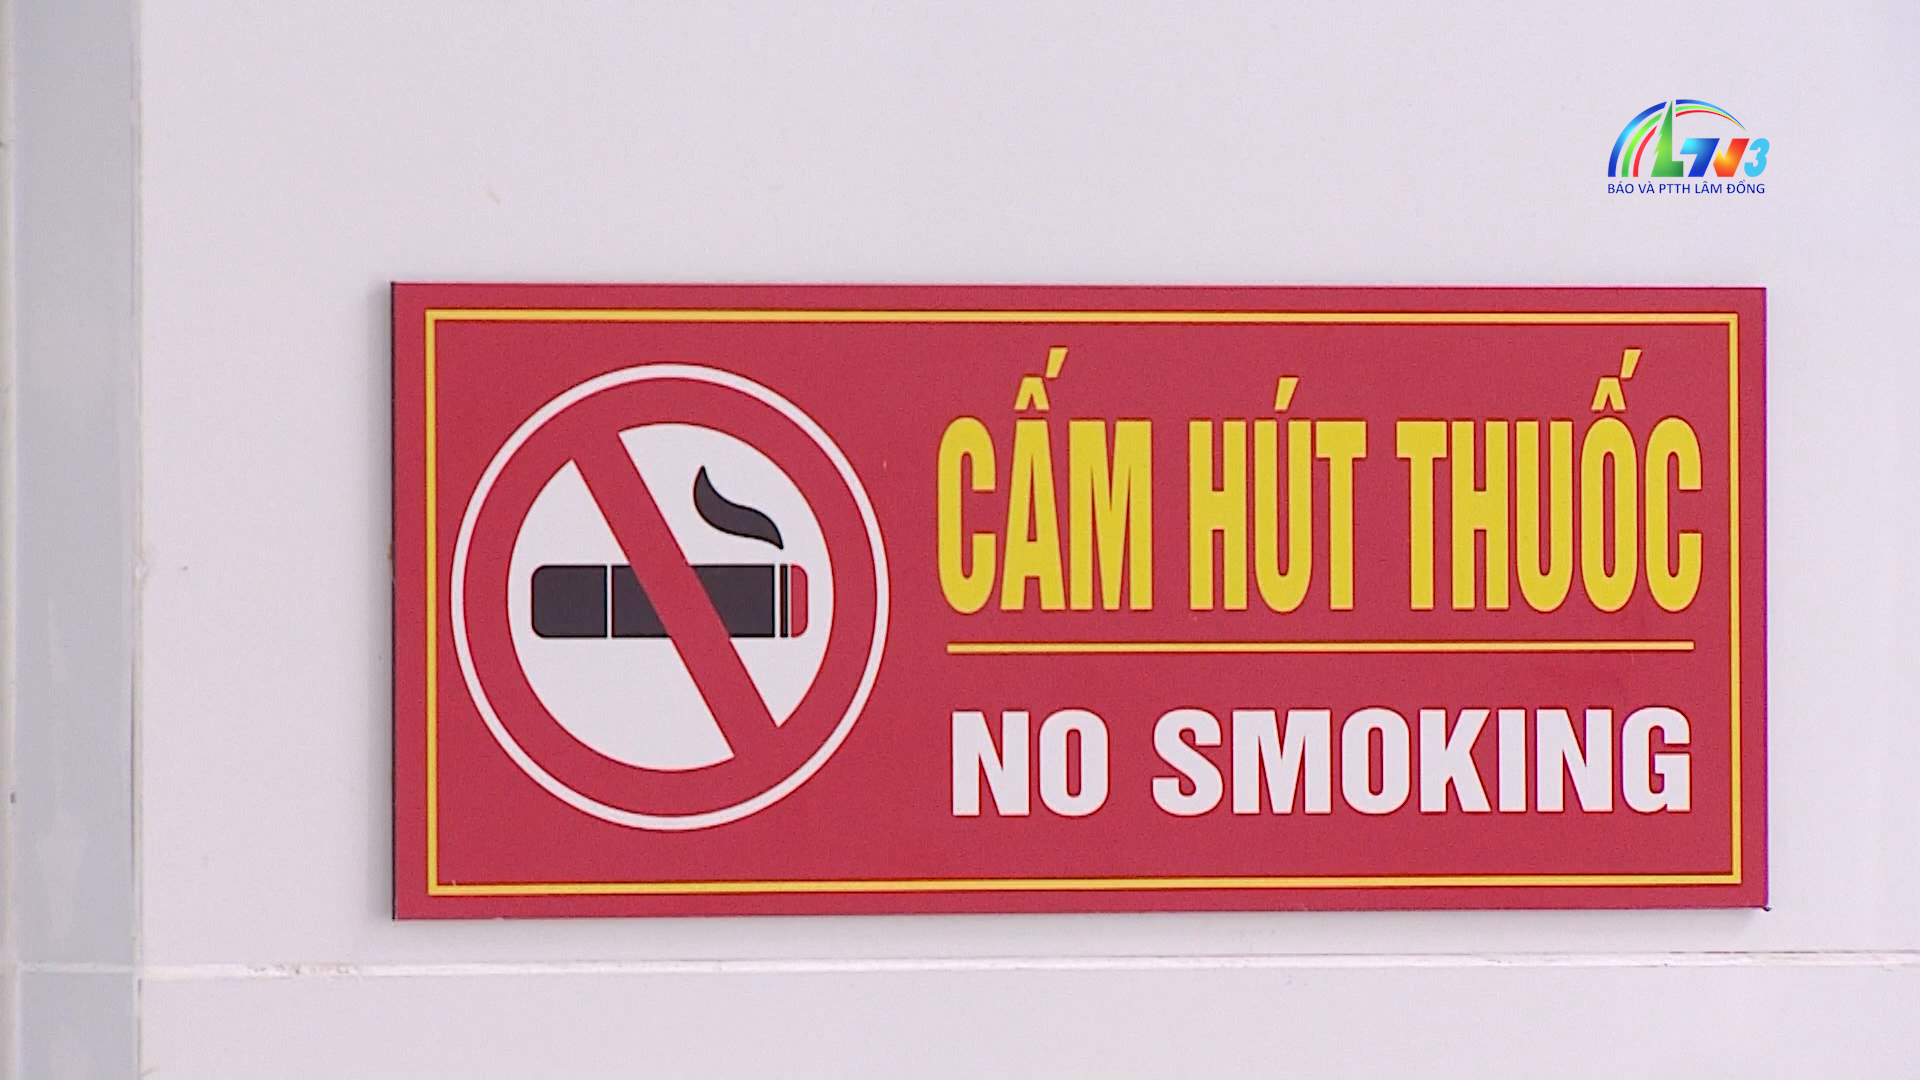 LTV3
BÁO VÀ PTTH LÂM ĐỒNG
CẤM HÚT THUỐC
NO SMOKING